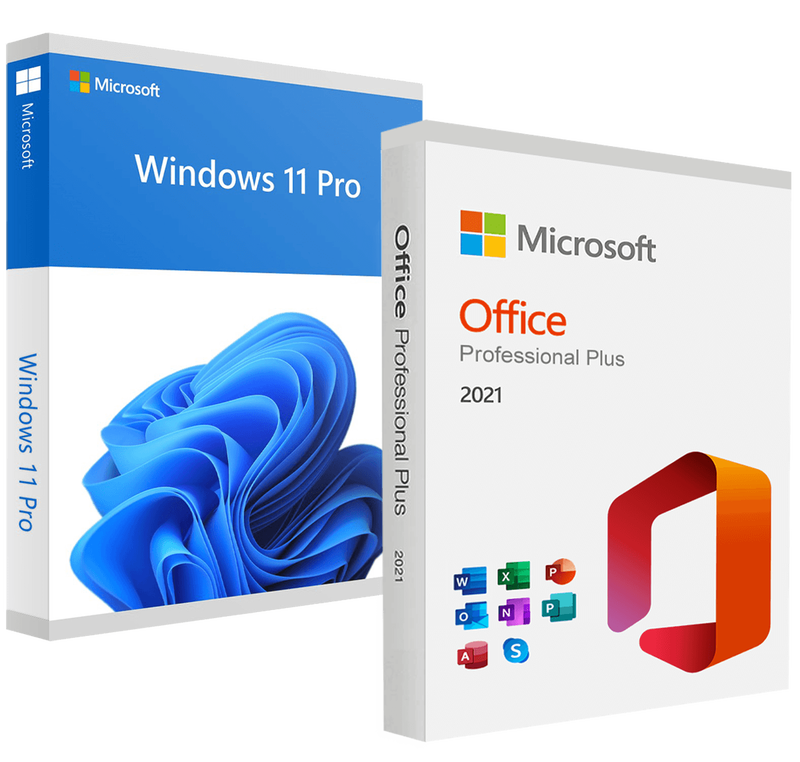 Microsoft
Microsoft
Windows 11 Pro
Windows 11 Pro
Office Professional Plus 2021
Microsoft
Office
Professional Plus
2021
W
X
P
O
N
P
A
S